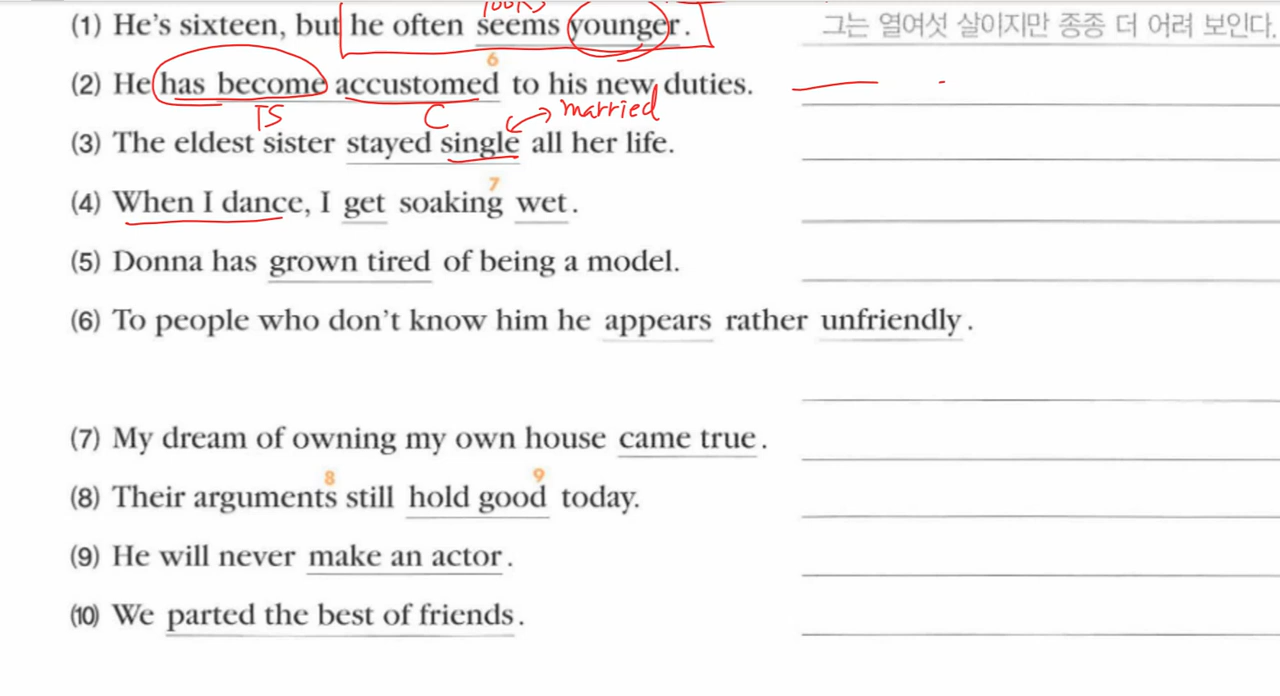 looks
(1) He's sixteen, but he often seems younger. 그는 열여섯 살이지만 종종 더 어려 보인다.
6
(2) He has become accustomed to his new duties.
C married
(3) The eldest sister stayed single all her life.
7
(4) When I dance, I get soaking wet.
(5) Donna has grown tired of being a model.
(6) To people who don't know him he appears rather unfriendly.
(7) My dream of owning my own house came true.
8 9
(8) Their arguments still hold good today.
(9) He will never make an actor.
(10) We parted the best of friends.